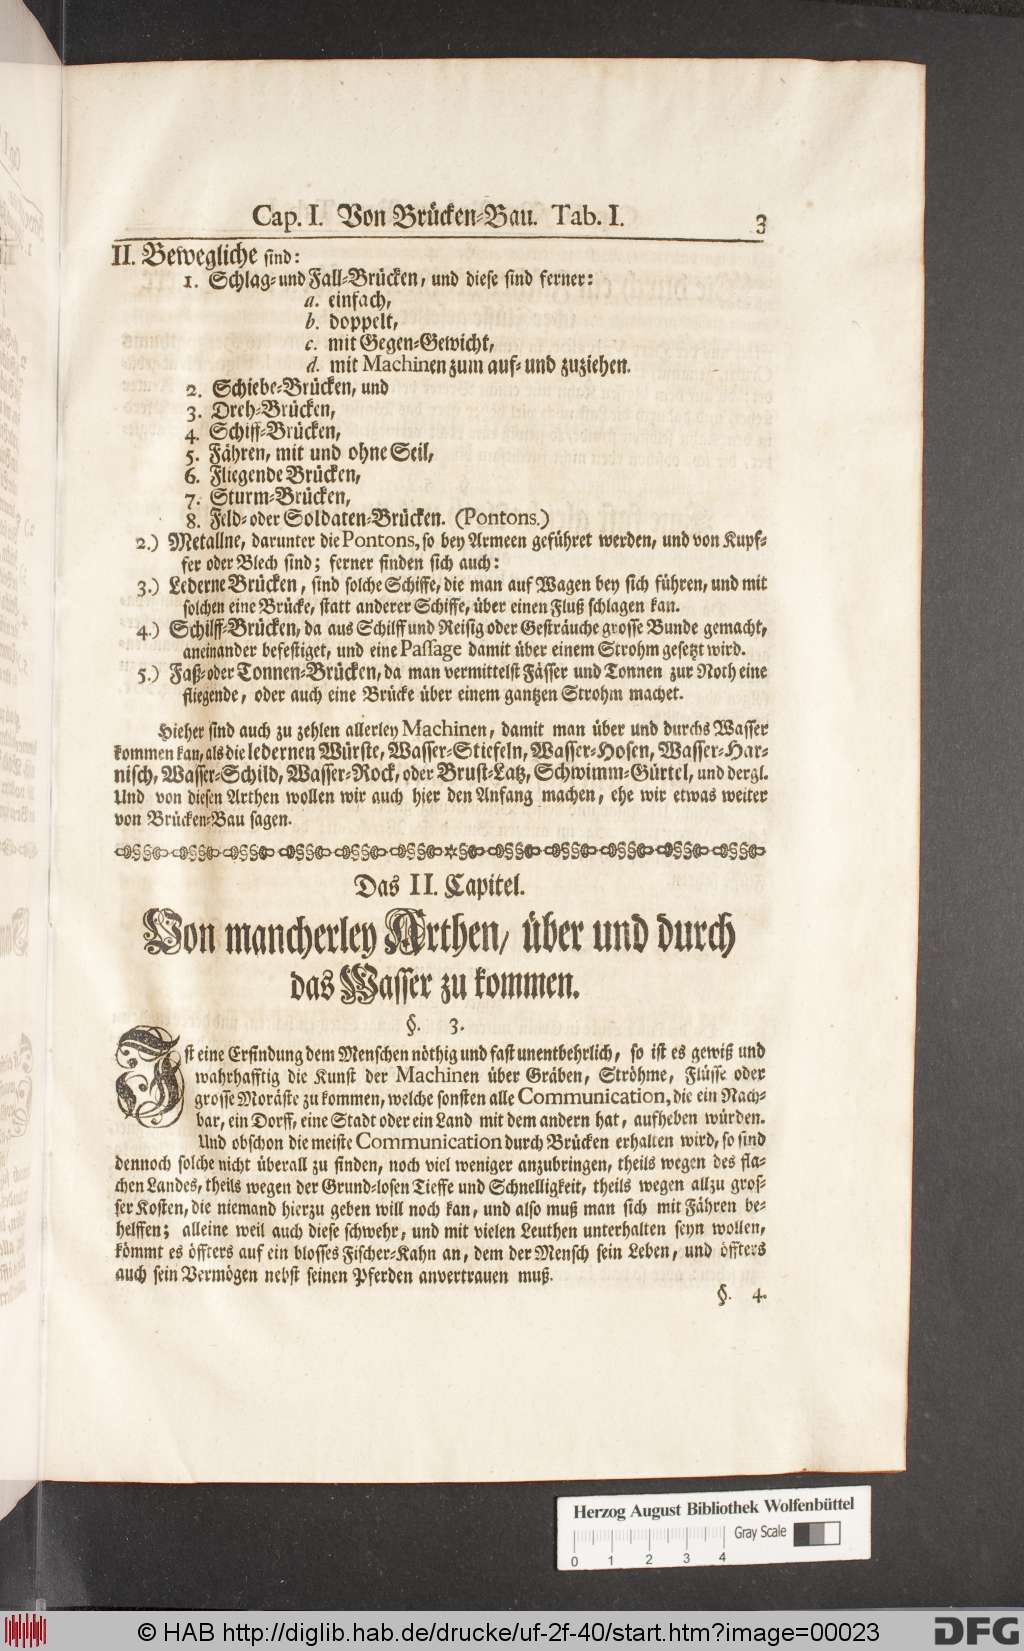 Cap. I. Von Brücken-Bau. Tab. I. 3
II. Bewegliche sind:
1. Schlag- und Fall-Brücken, und diese sind ferner:
a. einfach,
b. doppelt,
c. mit Gegen-Gewicht,
d. mit Machinen zum auf- und zuziehen.
2. Schiebe-Brücken, und
3. Dreh-Brücken,
4. Schiff-Brücken,
5. Fähren, mit und ohne Seil,
6. Fliegende Brücken,
7. Sturm-Brücken,
8. Feld- oder Soldaten-Brücken. (Pontons.)
2.) Metallne, darunter die Pontons, so bey Armeen geführet werden, und von Kupf-
fer oder Blech sind; ferner finden sich auch:
3.) Lederne Brücken, sind solche Schiffe, die man auf Wagen bey sich führen, und mit
solchen eine Brücke, statt anderer Schiffe, über einen Fluß schlagen kan.
4.) Schilff-Brücken, da aus Schilff und Reisig oder Gesträuche grosse Bunde gemacht,
aneinander befestiget, und eine Passage damit über einem Strohm gesetzt wird.
5.) Faß- oder Tonnen-Brücken, da man vermittelst Fässer und Tonnen zur Noth eine
fliegende, oder auch eine Brücke über einem gantzen Strohm machet.
Hieher sind auch zu zehlen allerley Machinen, damit man über und durchs Wasser
kommen kan, als die ledernen Würste, Wasser-Stiefeln, Wasser-Hosen, Wasser-Har-
nisch, Wasser-Schild, Wasser-Rock, oder Brust-Latz, Schwimm-Gürtel, und dergl.
Und von diesen Arthen wollen wir auch hier den Anfang machen, ehe wir etwas weiter
von Brücken-Bau sagen.
Das II. Capitel.
Von mancherley Arthen, über und durch
das Wasser zu kommen.
§. 3.
Ist eine Erfindung dem Menschen nöthig und fast unentbehrlich, so ist es gewiß und
wahrhafftig die Kunst der Machinen über Gräben, Ströhme, Flüsse oder
grosse Moräste zu kommen, welche sonsten alle Communication, die ein Nach-
bar, ein Dorff, eine Stadt oder ein Land mit dem andern hat, aufheben würden.
Und obschon die meiste Communication durch Brücken erhalten wird, so sind
dennoch solche nicht überall zu finden, noch viel weniger anzubringen, theils wegen des fla-
chen Landes, theils wegen der Grund-losen Tieffe und Schnelligkeit, theils wegen allzu gros-
ser Kosten, die niemand hierzu geben will noch kan, und also muß man sich mit Fähren be-
helffen; alleine weil auch diese schwehr, und mit vielen Leuthen unterhalten seyn wollen,
kömmt es öffters auf ein blosses Fischer-Kahn an, dem der Mensch sein Leben, und öffters
auch sein Vermögen nebst seinen Pferden anvertrauen muß.
§. 4.
Herzog August Bibliothek Wolfenbüttel
Gray Scale
0 1 2 3 4
© HAB http://diglib.hab.de/drucke/uf-2f-40/start.htm?image=00023
DFG